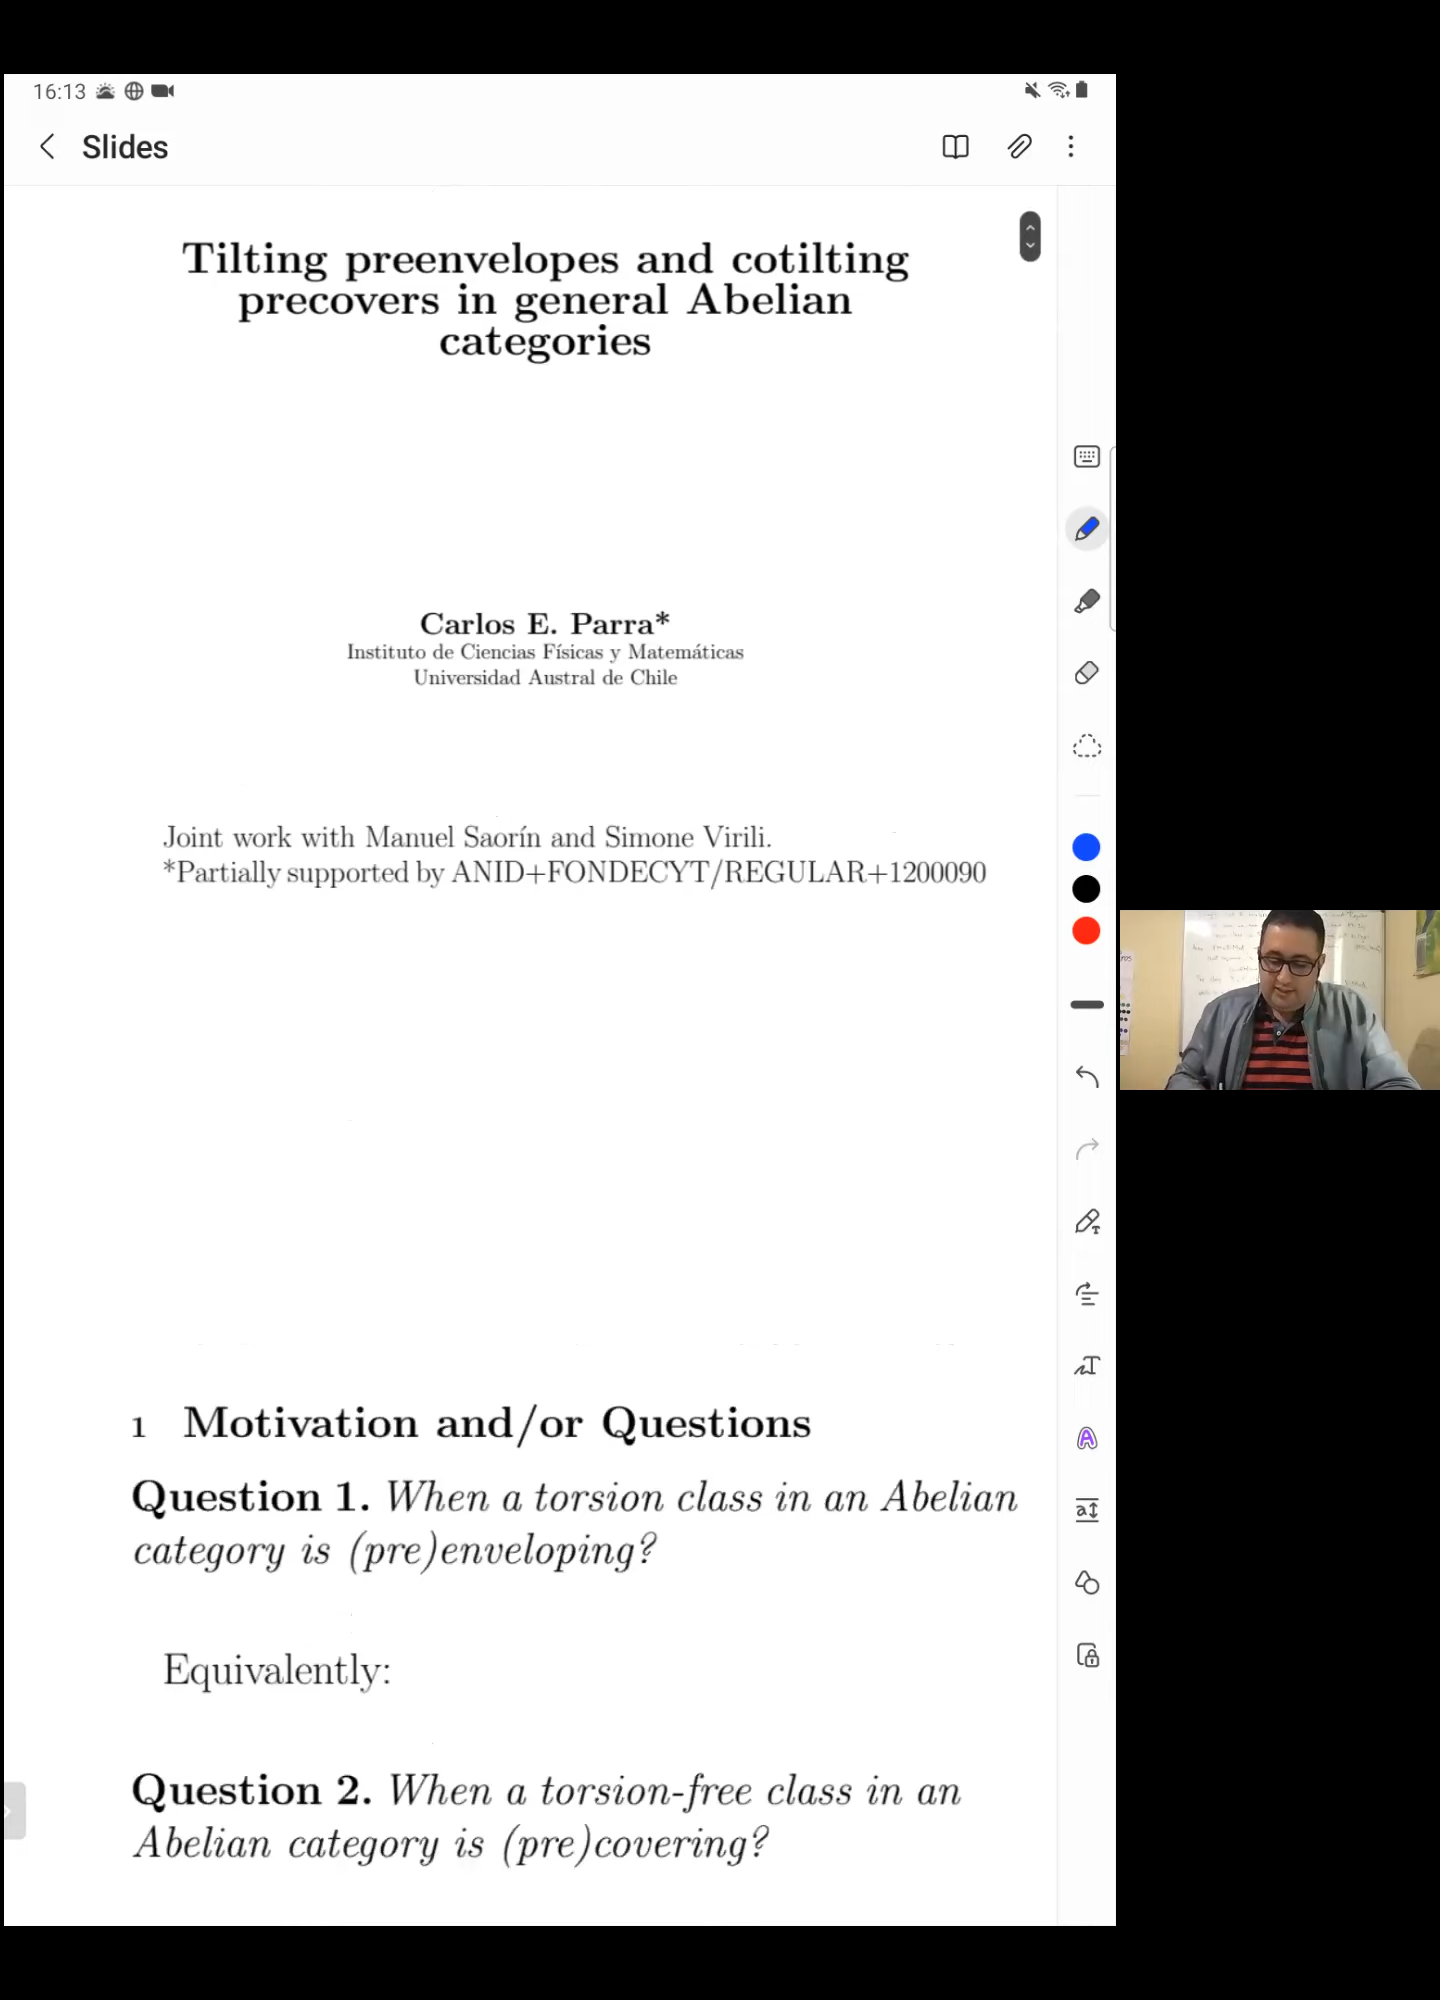 16:13
Slides
Tilting preenvelopes and cotilting
precovers in general Abelian
categories
Carlos E. Parra*
Instituto de Ciencias Físicas y Matemáticas
Universidad Austral de Chile
Joint work with Manuel Saorín and Simone Virili.
*Partially supported by ANID+FONDECYT/REGULAR+1200090
1 Motivation and/or Questions
Question 1. When a torsion class in an Abelian
category is (pre)enveloping?
Equivalently:
Question 2. When a torsion-free class in an
Abelian category is (pre)covering?